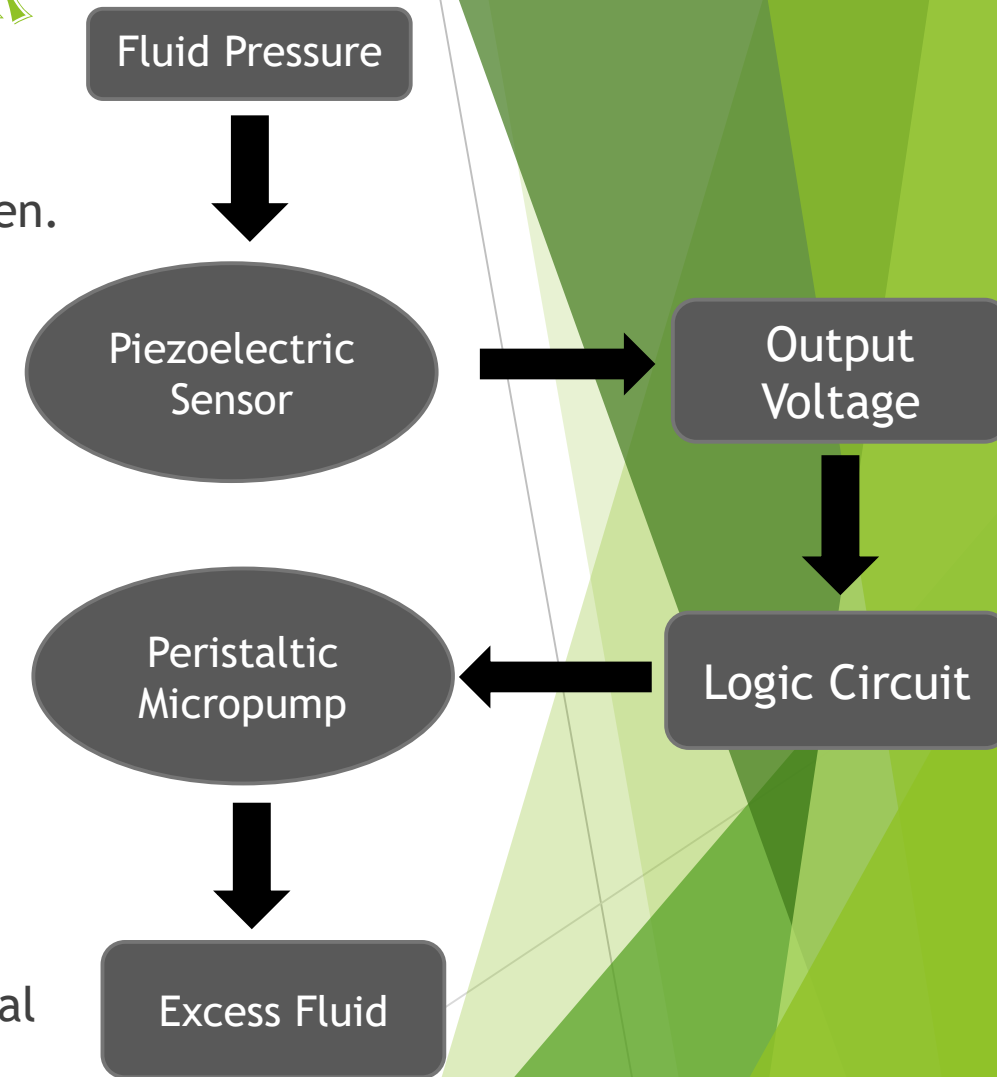 Fluid Pressure
en.
Piezoelectric
Sensor
Output
Voltage
Logic Circuit
Peristaltic
Micropump
Excess Fluid
al